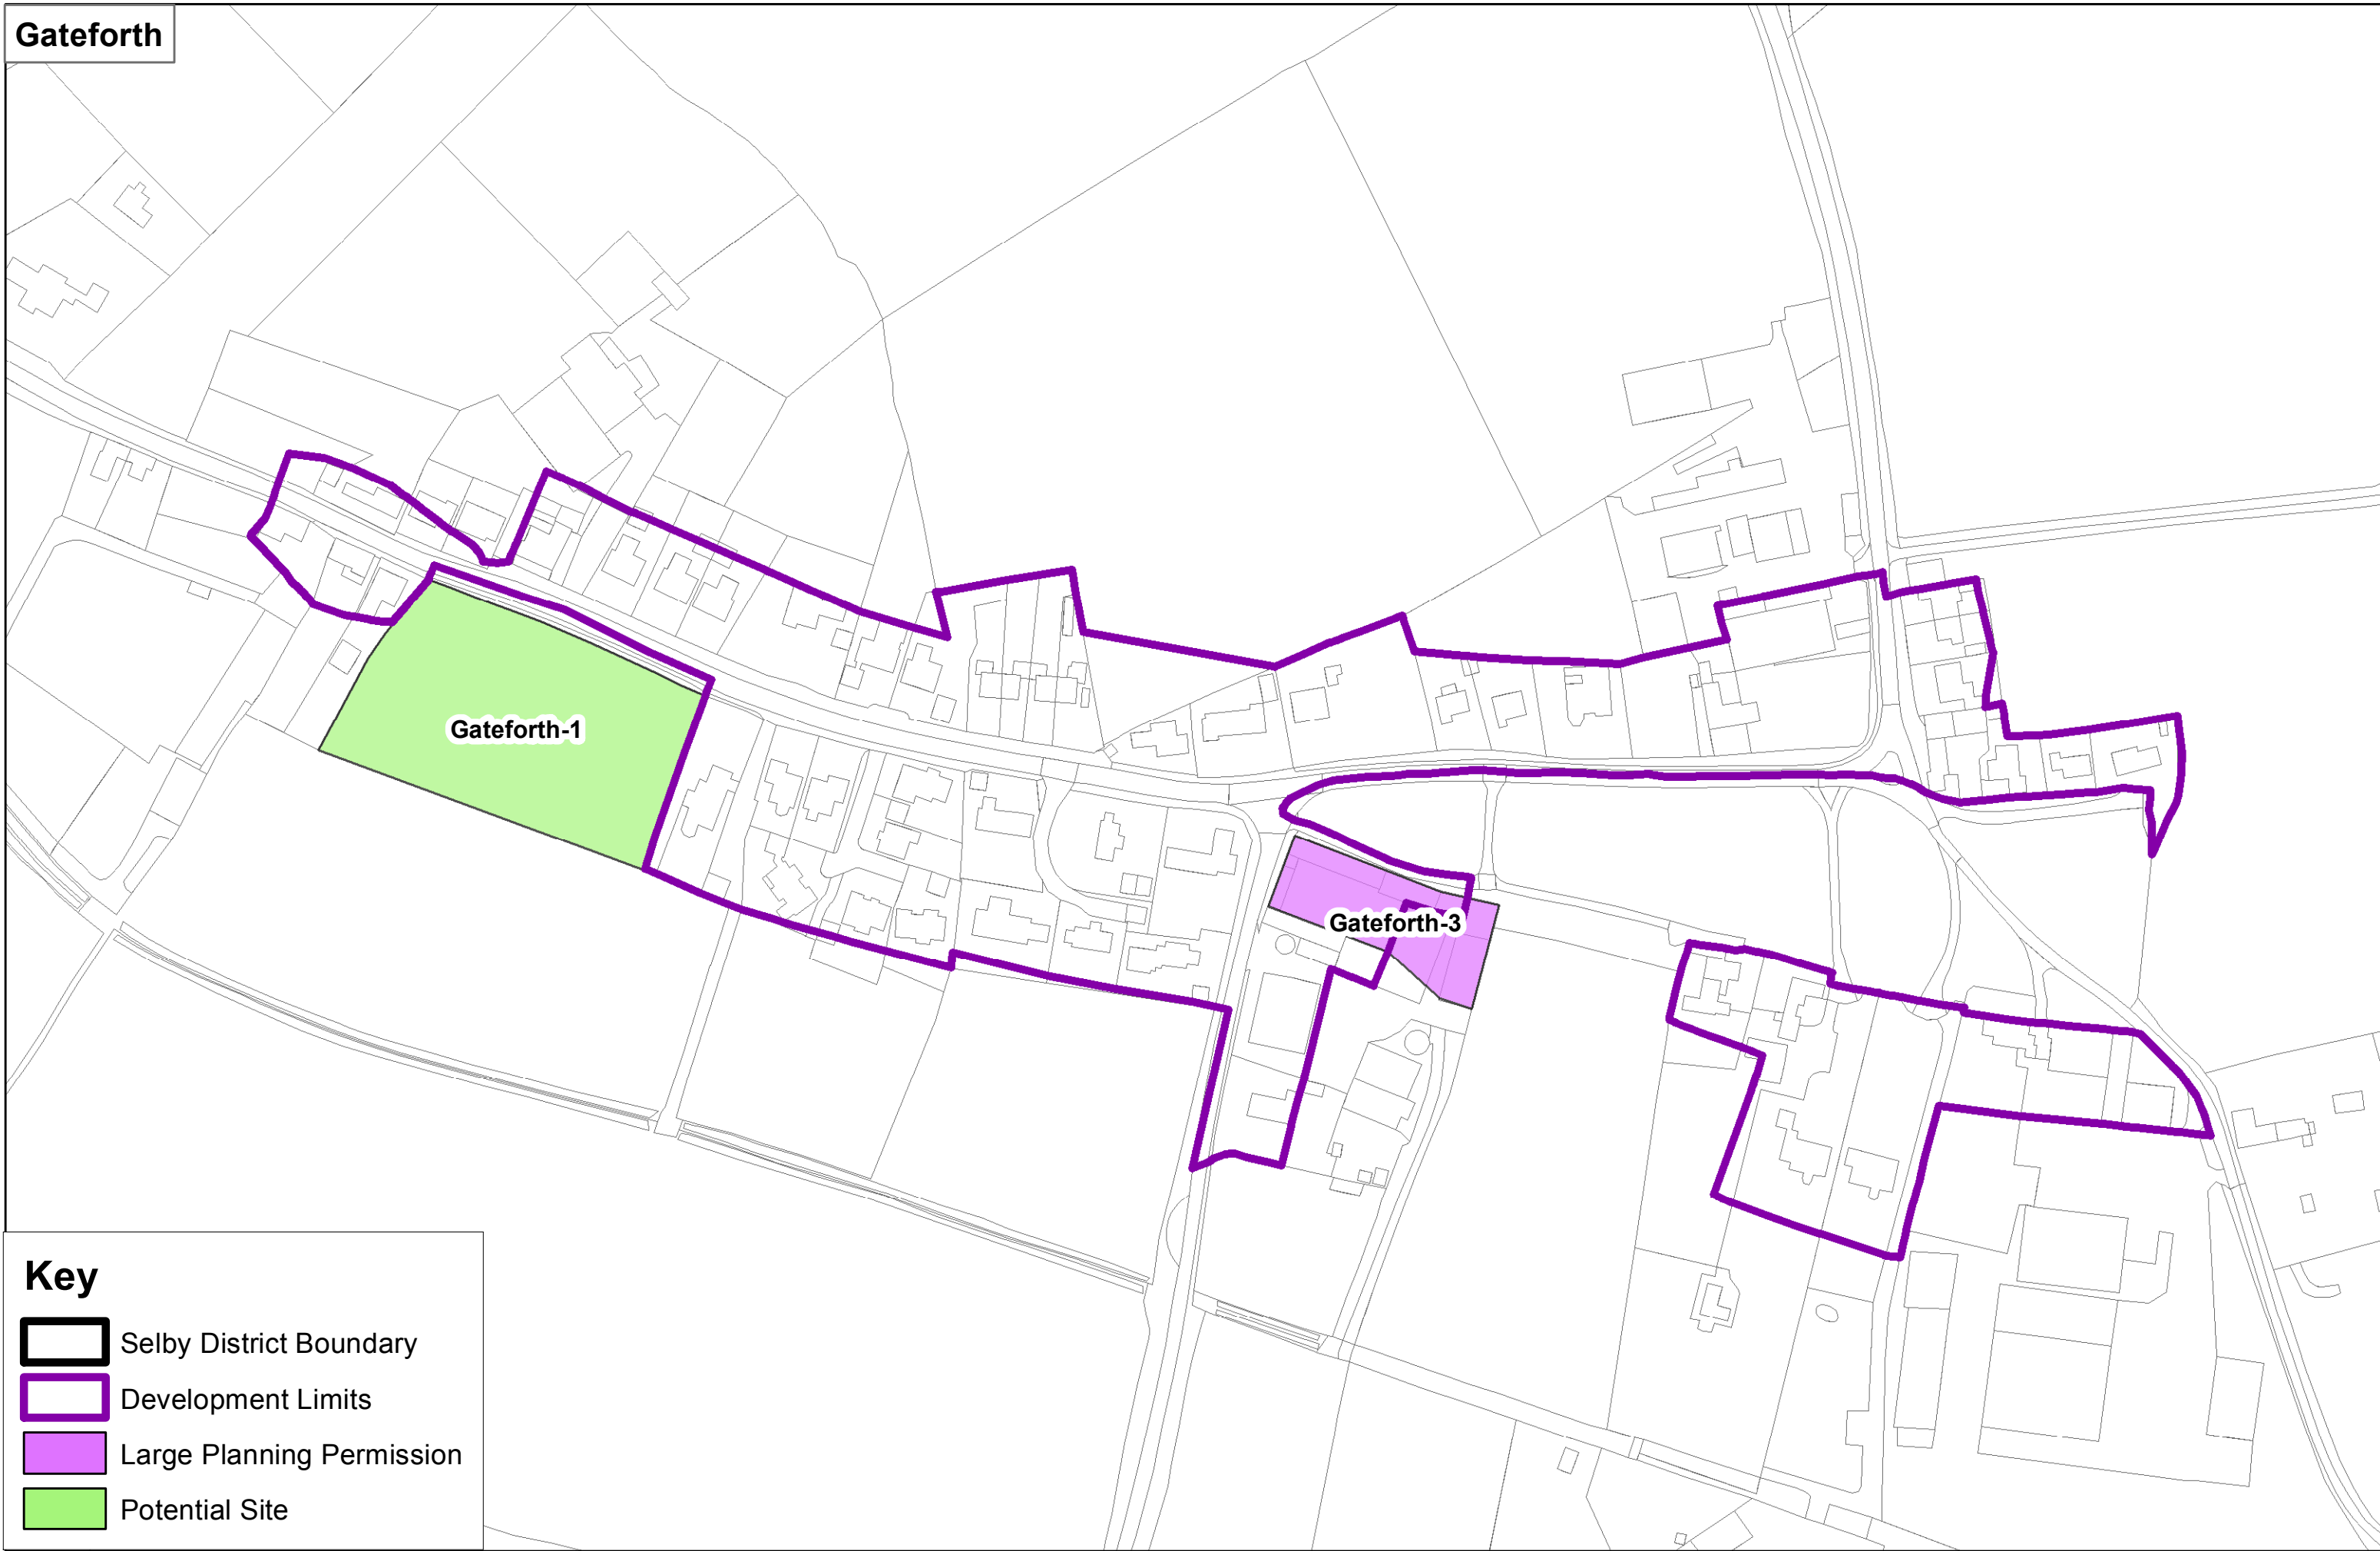 Gateforth
Gateforth-1
Gateforth-3
Key
Selby District Boundary
Development Limits
Large Planning Permission
Potential Site